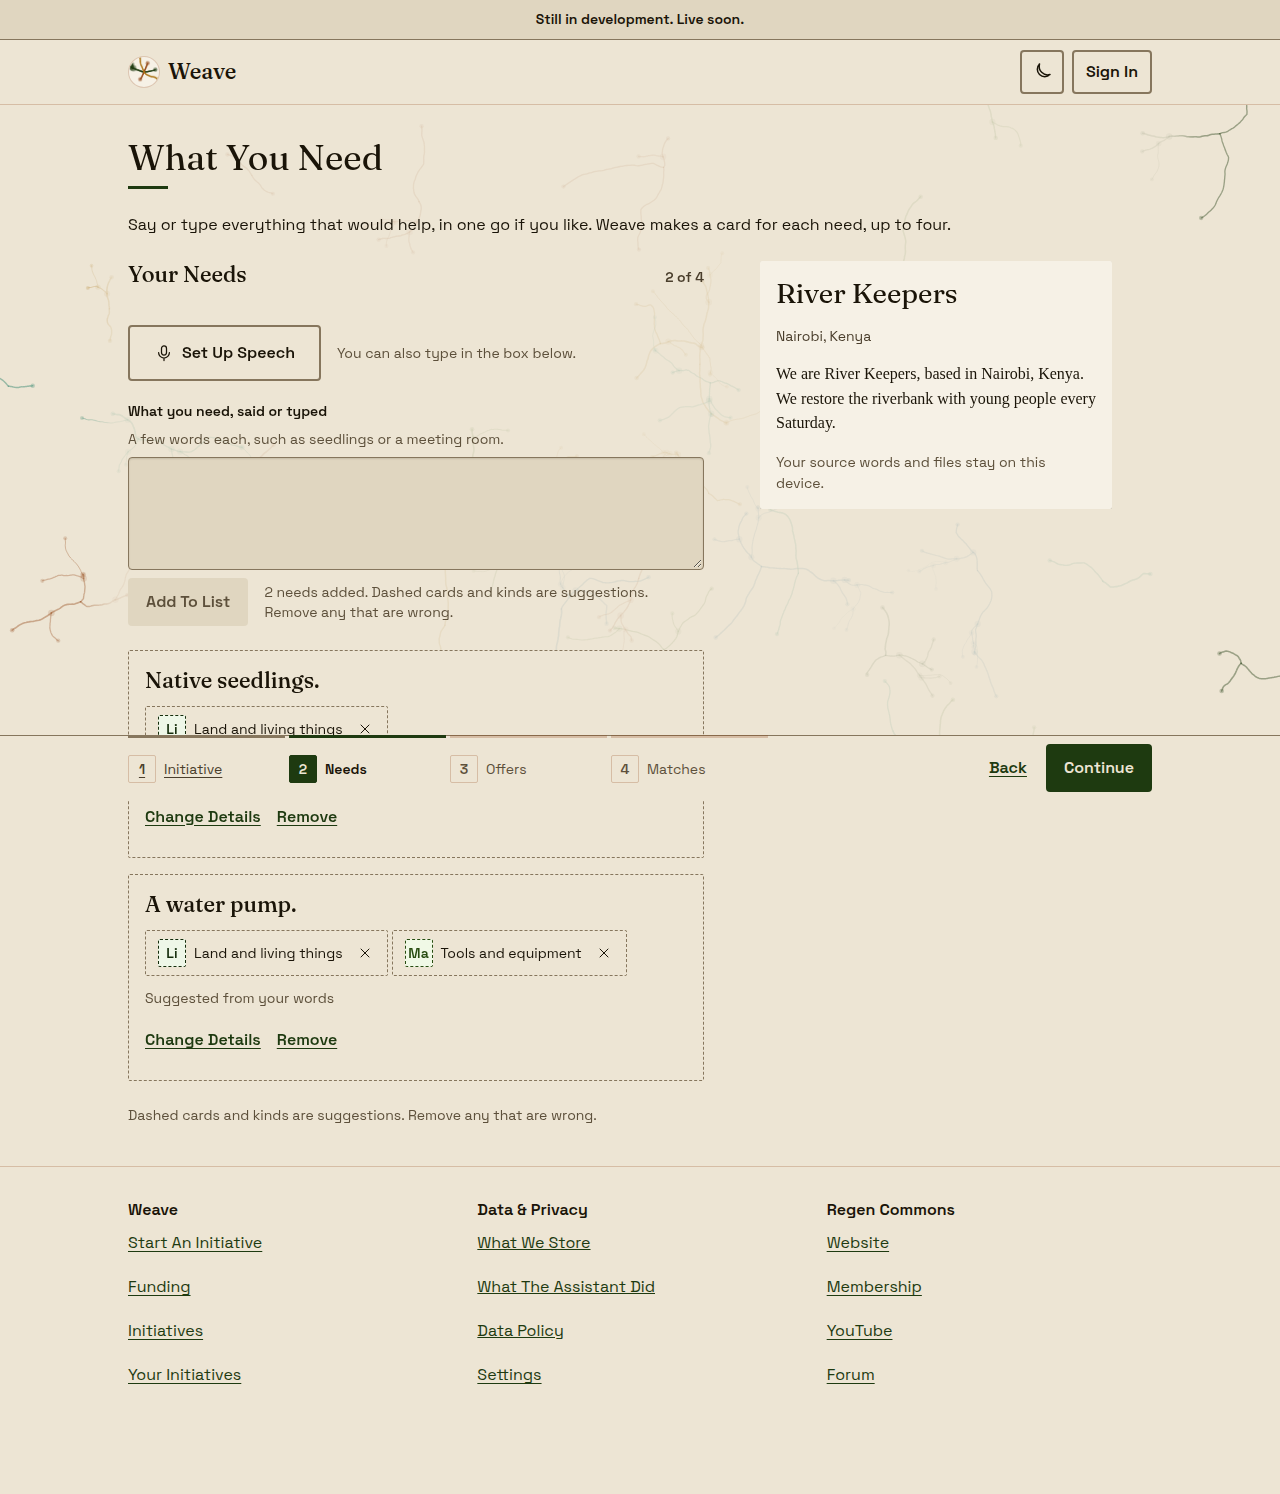 Still in development. Live soon.
Weave
Sign In
What You Need
Say or type everything that would help, in one go if you like. Weave makes a card for each need, up to four.
Your Needs
2 of 4
Set Up Speech
You can also type in the box below.
What you need, said or typed
A few words each, such as seedlings or a meeting room.
Add To List
2 needs added. Dashed cards and kinds are suggestions.
Remove any that are wrong.
River Keepers
Nairobi, Kenya
We are River Keepers, based in Nairobi, Kenya.
We restore the riverbank with young people every
Saturday.
Your source words and files stay on this
device.
Native seedlings.
Li Land and living things
1 Initiative
2 Needs
3 Offers
4 Matches
Back
Continue
Change Details Remove
A water pump.
Li Land and living things
Ma Tools and equipment
Suggested from your words
Change Details Remove
Dashed cards and kinds are suggestions. Remove any that are wrong.
Weave
Start An Initiative
Funding
Initiatives
Your Initiatives
Data & Privacy
What We Store
What The Assistant Did
Data Policy
Settings
Regen Commons
Website
Membership
YouTube
Forum